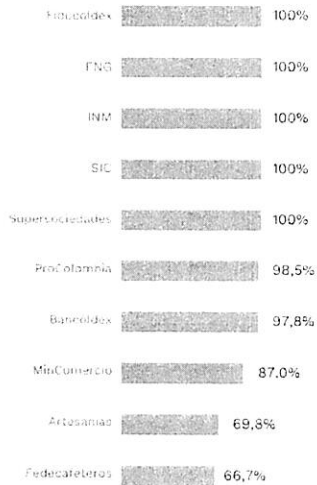 Fiducoldex 100%
FNG 100%
INM 100%
SIC 100%
Supersociedades 100%
ProColombia 98,5%
Bancoldex 97,8%
MinComercio 87,0%
Artesanías 69,8%
Fedecafeteros 66,7%